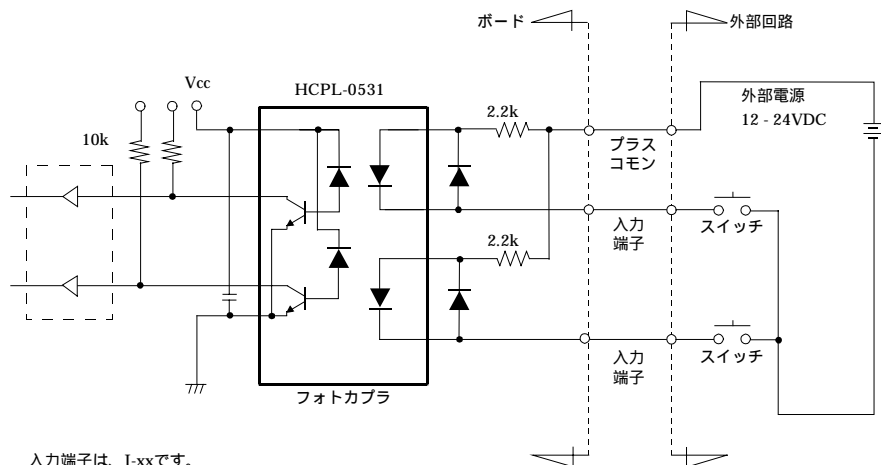 ボード
外部回路
Vcc
HCPL-0531
2.2k
外部電源
12 - 24VDC
10k
プラス
コモン
入力
端子
スイッチ
2.2k
入力
端子
スイッチ
フォトカプラ
入力端子は、I-xxです。